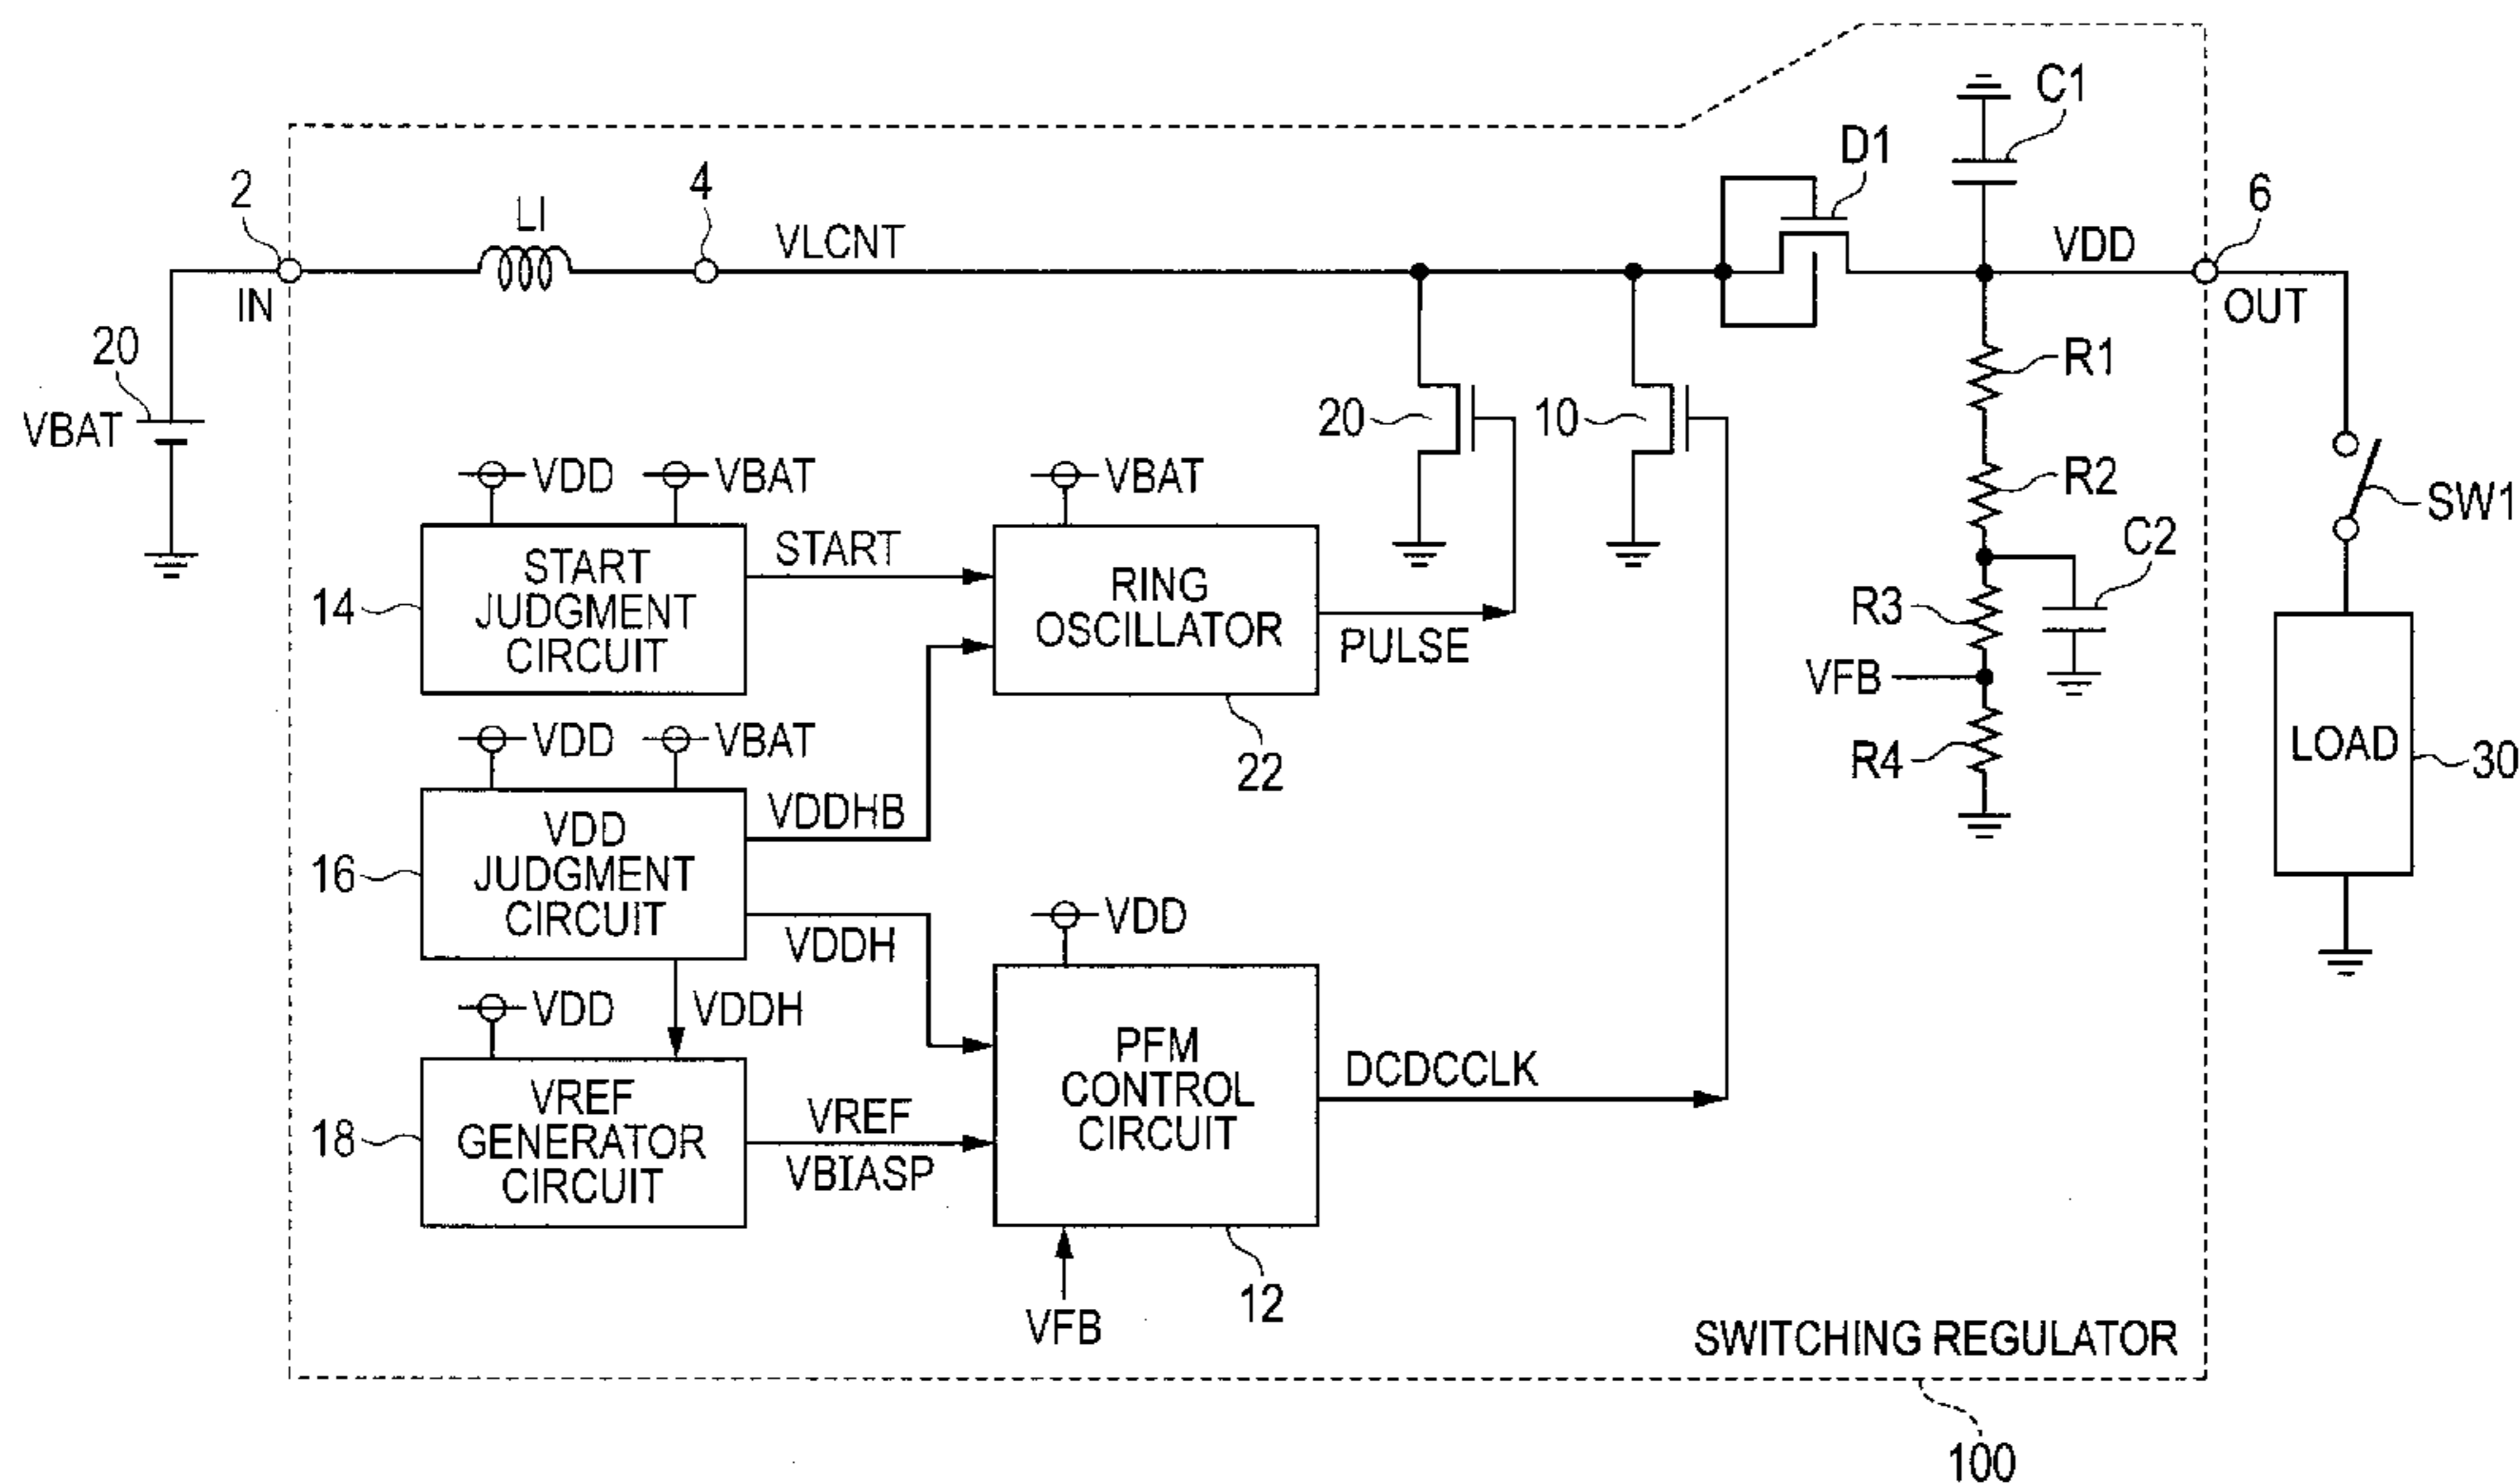 C1
D1
2
LI
4
VLCNT
6
VDD
IN
OUT
20
VBAT
R1
20
10
VDD
VBAT
VBAT
R2
SW1
C2
START
JUDGMENT
CIRCUIT
14
START
RING
OSCILLATOR
PULSE
R3
VFB
VDD
VBAT
22
R4
LOAD
30
VDD
JUDGMENT
CIRCUIT
16
VDDHB
VDDH
VDD
VDD
VDDH
PFM
CONTROL
CIRCUIT
DCDCCLK
VREF
GENERATOR
CIRCUIT
18
VREF
VBIASP
VFB
12
SWITCHING REGULATOR
100